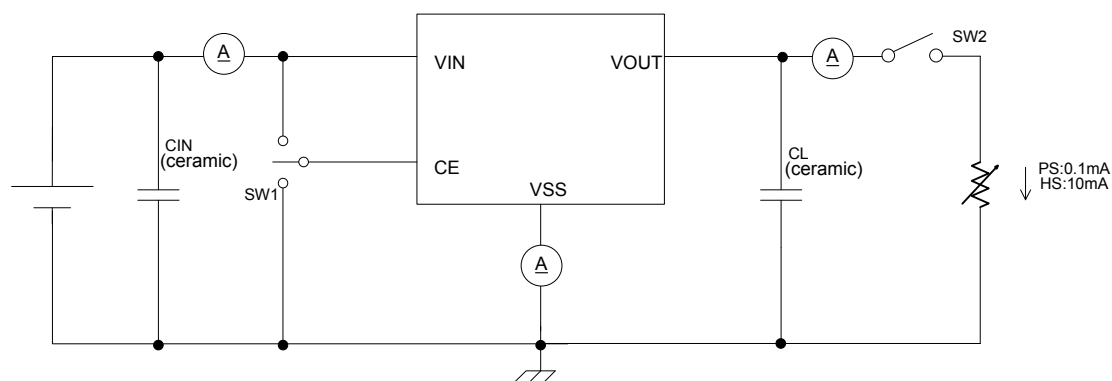 A
A
SW2
VIN
VOUT
CIN
(ceramic)
CE
SW1
CL
(ceramic)
VSS
PS:0.1mA
HS:10mA
A